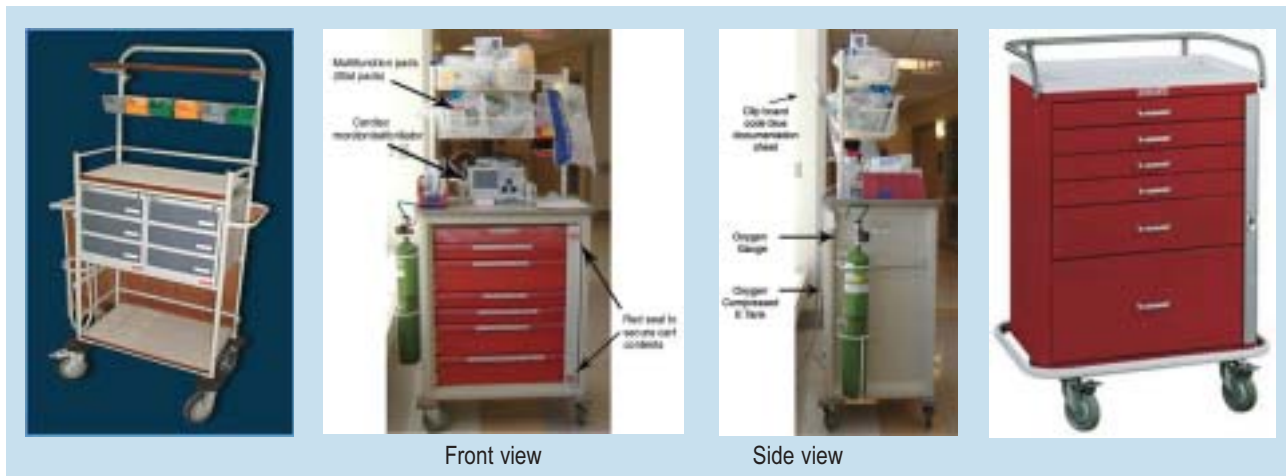 Multifunction pads
(Stat pads)
Cardiac
monitor/defibrillator
Red seal to
secure cart
contents
Clip board
code blue
documentation
sheet
Oxygen
Gauge
Oxygen
Compressed
E Tank
Front view
Side view